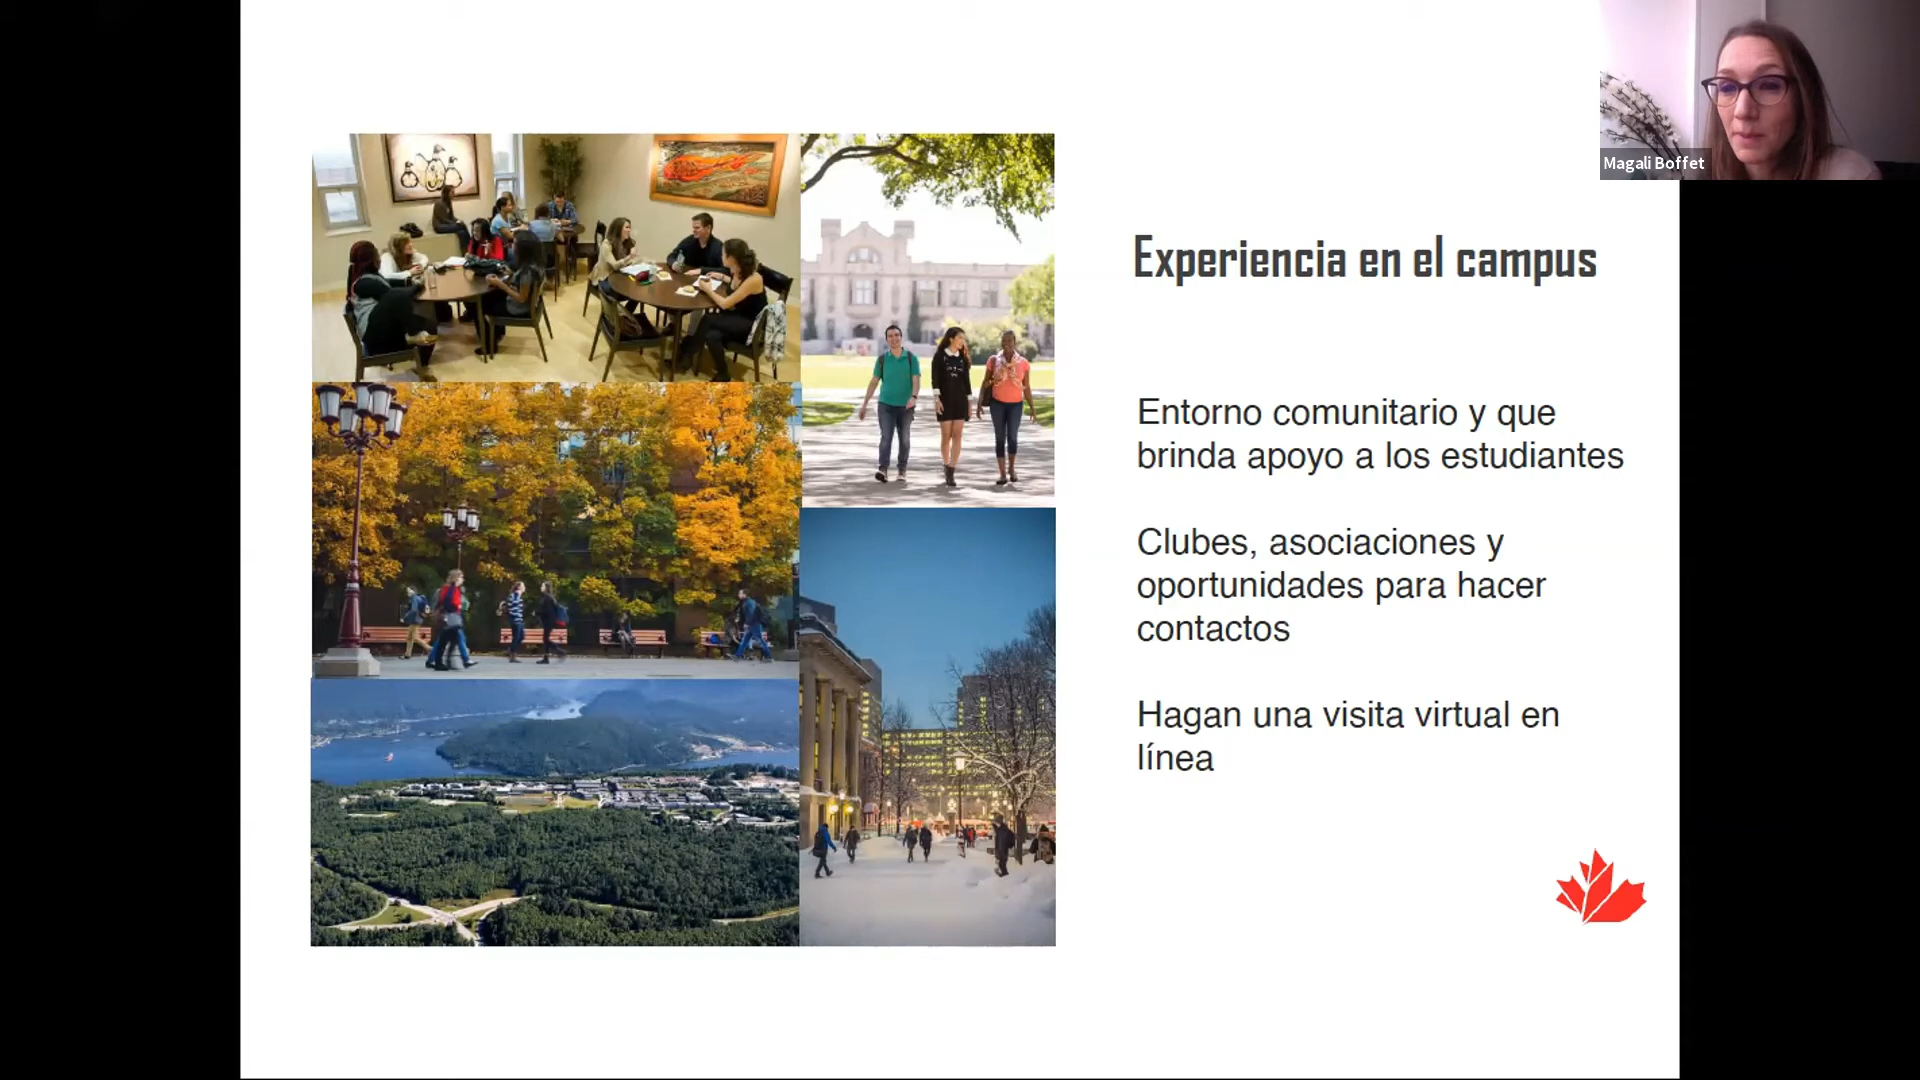 Magali Boffet
Experiencia en el campus
Entorno comunitario y que
brinda apoyo a los estudiantes
Clubes, asociaciones y
oportunidades para hacer
contactos
Hagan una visita virtual en
línea